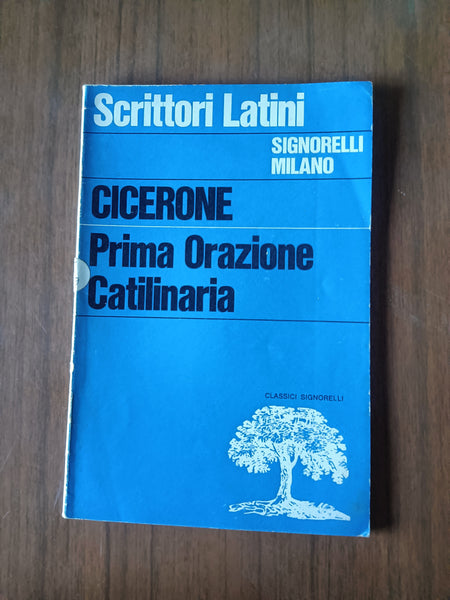 Scrittori Latini
SIGNORELLI
MILANO
CICERONE
Prima Orazione
Catilinaria
CLASSICI SIGNORELLI